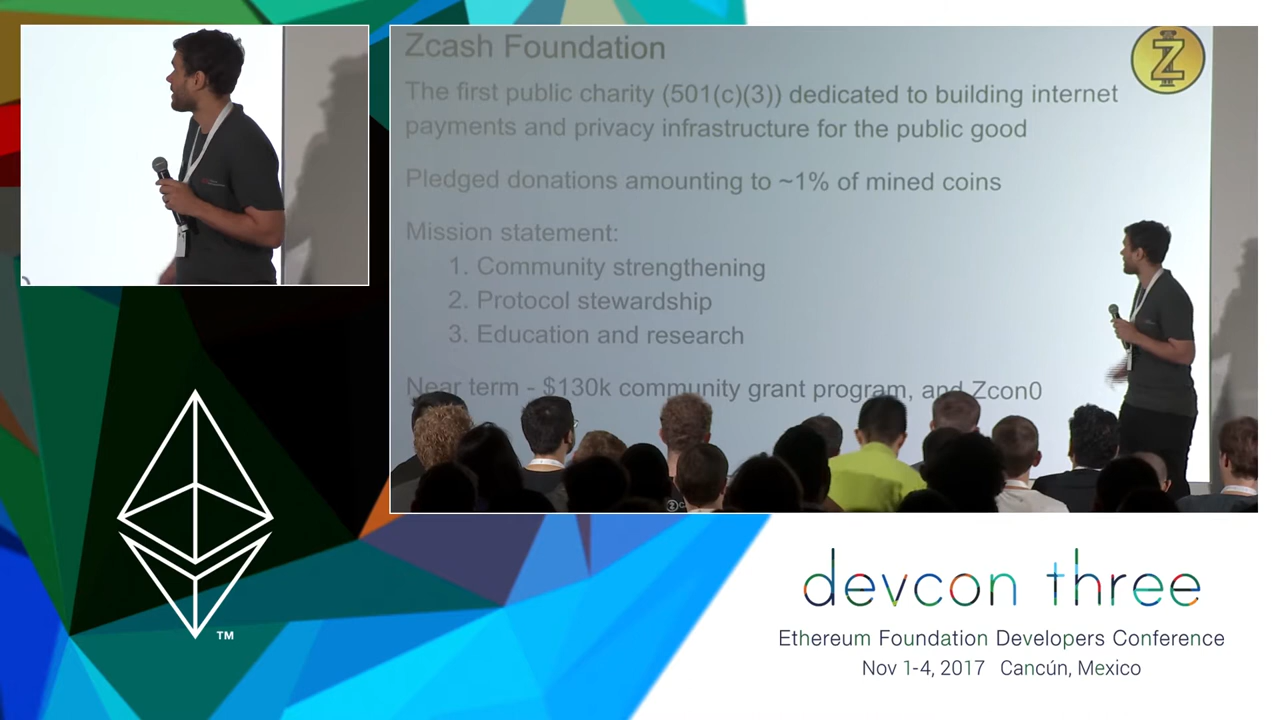 Zcash Foundation
The first public charity (501(c)(3)) dedicated to building internet
payments and privacy infrastructure for the public good
Pledged donations amounting to ~1% of mined coins
Mission statement:
1. Community strengthening
2. Protocol stewardship
3. Education and research
Near term - $130k community grant program, and Zcon0
TM
devcon three
Ethereum Foundation Developers Conference
Nov 1-4, 2017 Cancún, Mexico